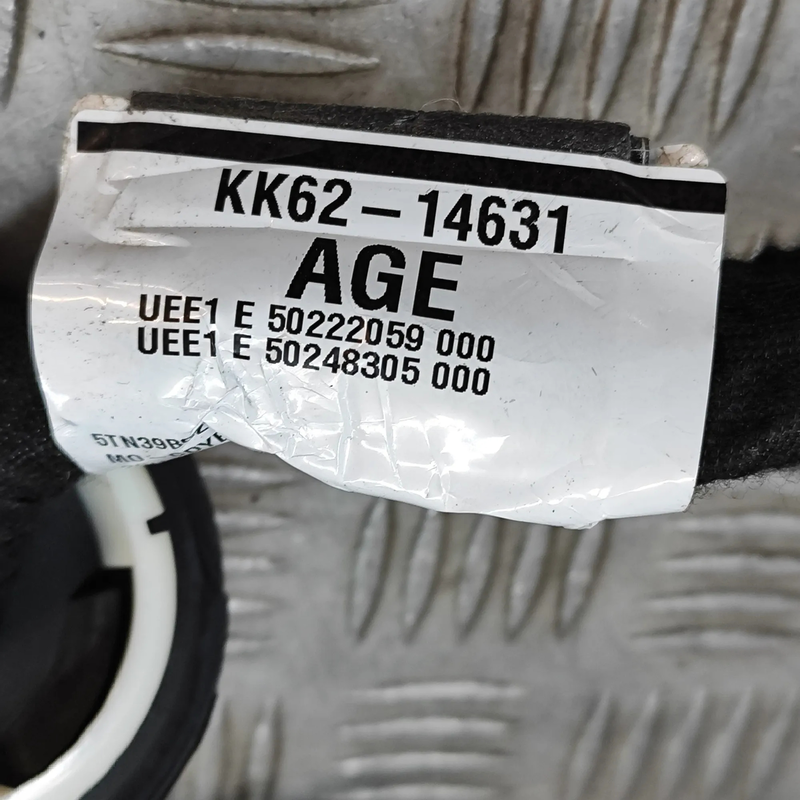 KK62-14631
AGE
UEE1 E 50222059 000
UEE1 E 50248305 000